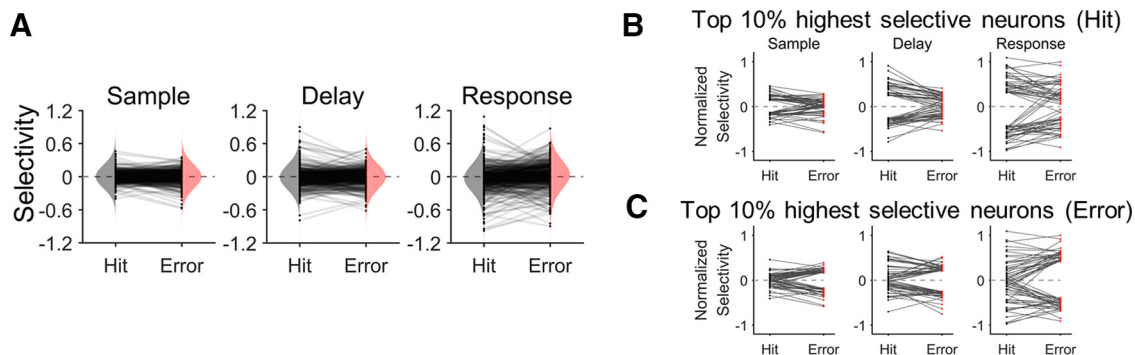 A
Sample
Delay
Response
Selectivity
1.2
0.6
0
-0.6
-1.2
1.2
0.6
0
-0.6
-1.2
1.2
0.6
0
-0.6
-1.2
Hit Error
Hit Error
Hit Error
B
Top 10% highest selective neurons (Hit)
Sample
Delay
Response
Normalized
Selectivity
1
0
-1
1
0
-1
1
0
-1
Hit Error
Hit Error
Hit Error
C
Top 10% highest selective neurons (Error)
Normalized
Selectivity
1
0
-1
1
0
-1
1
0
-1
Hit Error
Hit Error
Hit Error